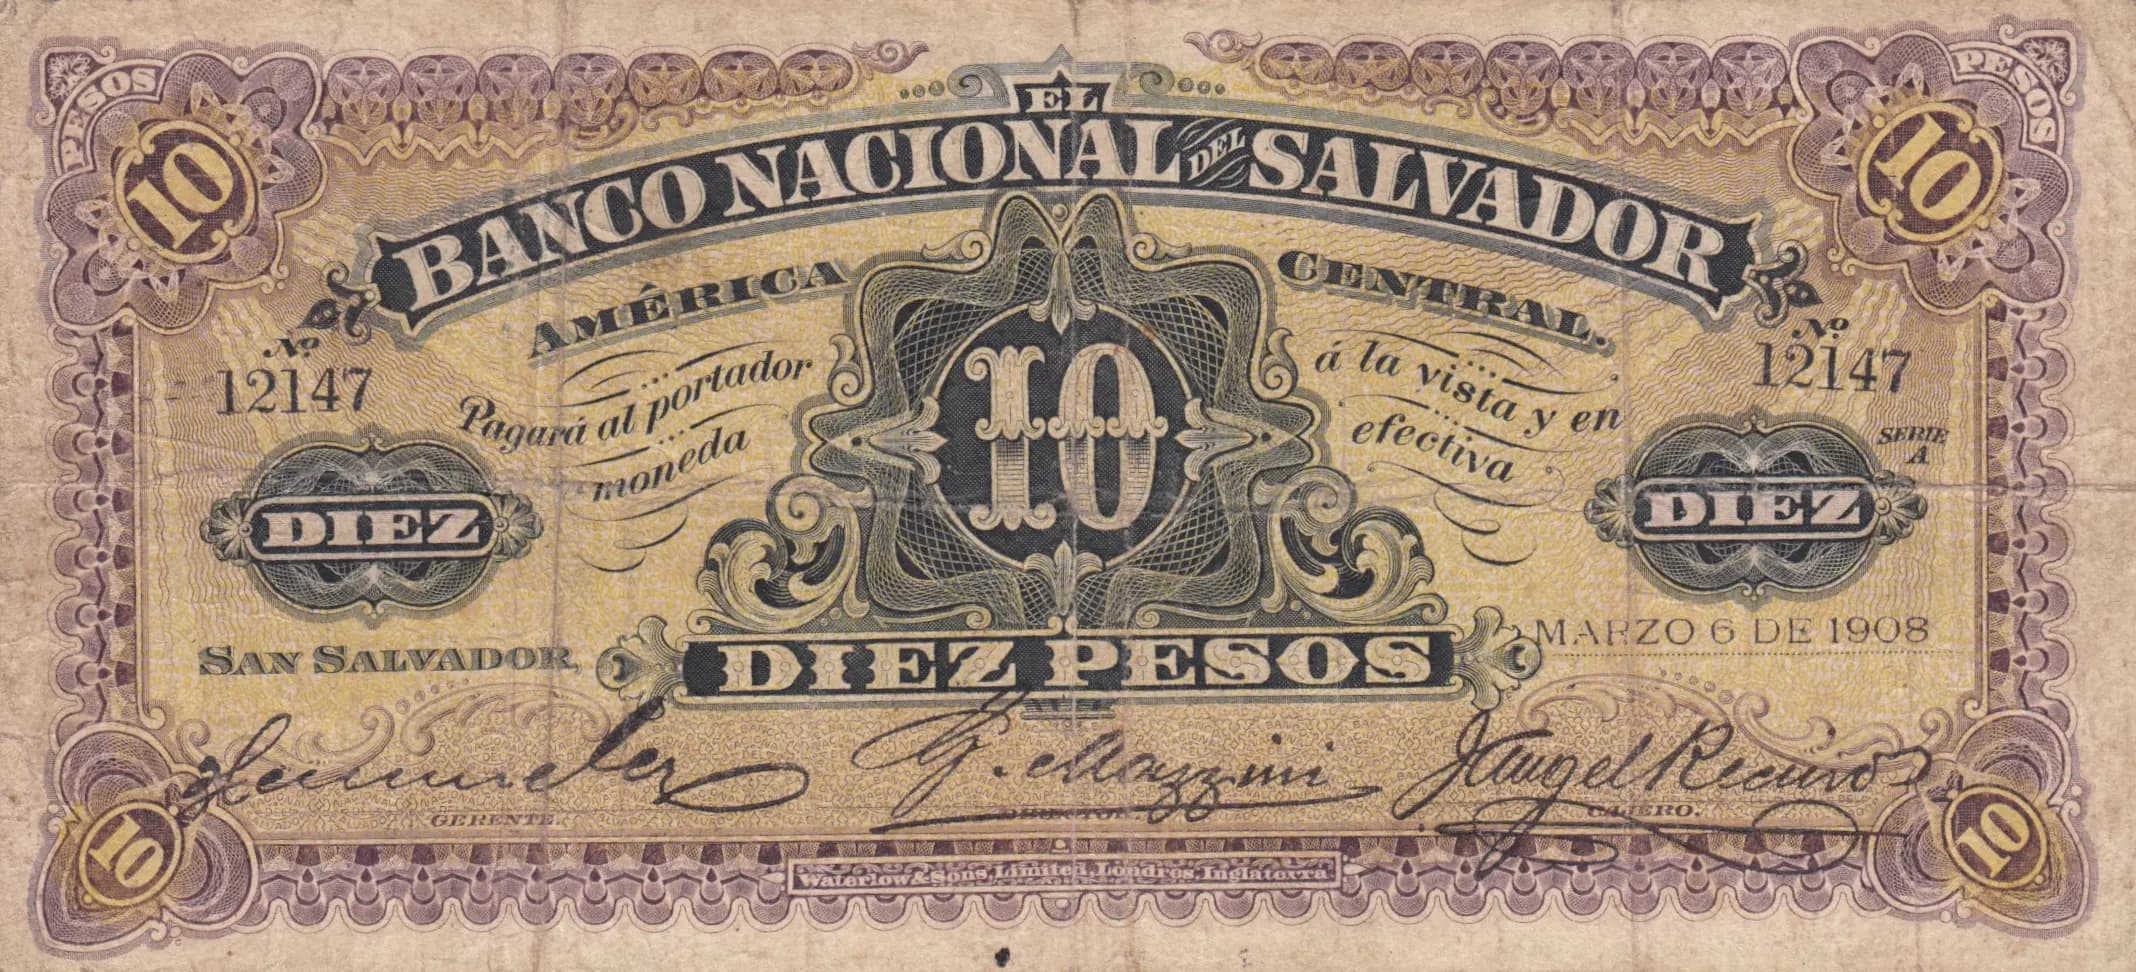 PESOS
PESOS
10
10
EL
BANCO NACIONAL DEL SALVADOR
AMÉRICA CENTRAL.
Nº 12147
Nº 12147
Pagará al portador á la vista y en
moneda efectiva
10
SERIE
A
DIEZ
DIEZ
SAN SALVADOR,
MARZO 6 DE 1908
DIEZ PESOS
G. Mazzini
GERENTE.
DIRECTOR.
CAJERO.
10
10
Waterlow & Sons, Limited, Londres, Inglaterra.